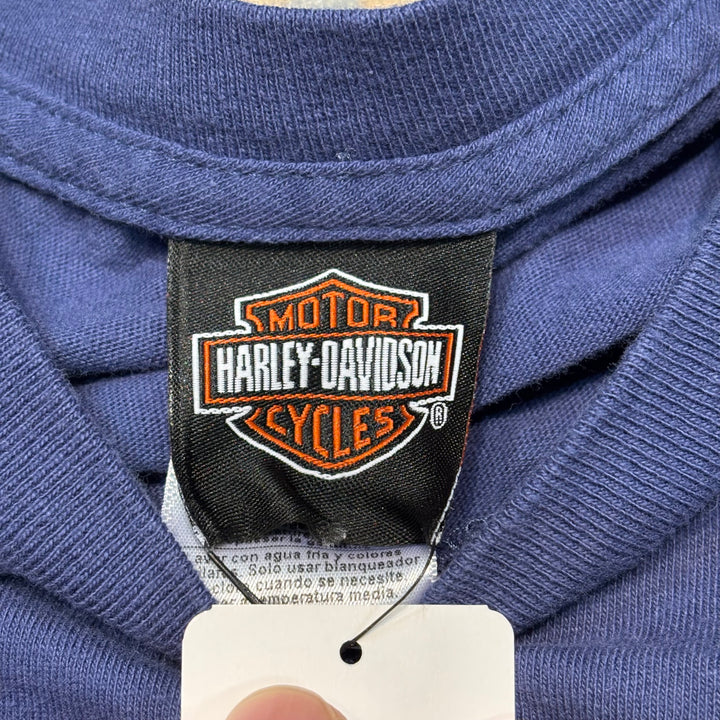 MOTOR
HARLEY-DAVIDSON
CYCLES
®
con agua fria y colores
Solo usar blanqueador
cuando se necesite
temperatura media.